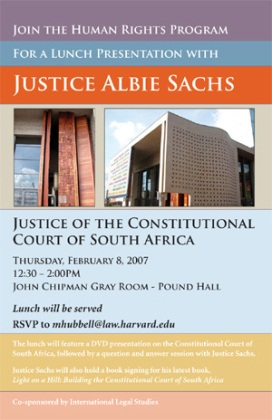 Join the Human Rights Program
For a Lunch Presentation with
Justice Albie Sachs
Justice of the Constitutional
Court of South Africa
Thursday, February 8, 2007
12:30 – 2:00PM
John Chipman Gray Room - Pound Hall
Lunch will be served
RSVP to mhubbell@law.harvard.edu
The lunch will feature a DVD presentation on the Constitutional Court of
South Africa, followed by a question and answer session with Justice Sachs.
Justice Sachs will also hold a book signing for his latest book,
Light on a Hill: Building the Constitutional Court of South Africa
Co-sponsored by International Legal Studies